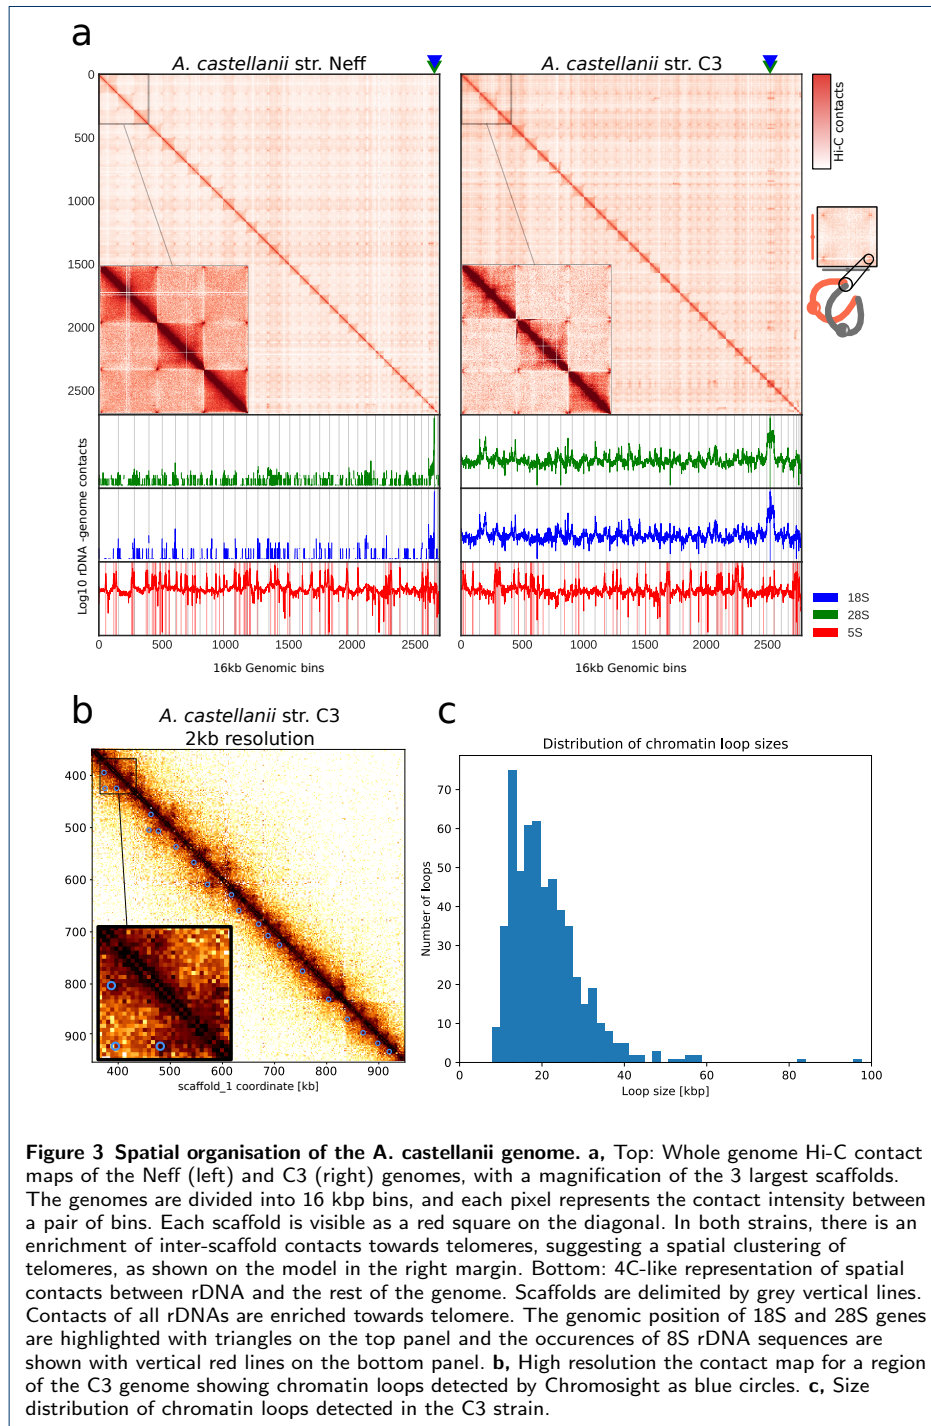 a
A. castellanii str. Neff
A. castellanii str. C3
0
500
1000
1500
2000
2500
Hi-C contacts
Log10 rDNA -genome contacts
0
500
1000
1500
2000
2500
16kb Genomic bins
0
500
1000
1500
2000
2500
16kb Genomic bins
18S
28S
5S
b
A. castellanii str. C3
2kb resolution
400
500
600
700
800
900
400
500
600
700
800
900
scaffold_1 coordinate [kb]
c
Distribution of chromatin loop sizes
Number of loops
70
60
50
40
30
20
10
0
0
20
40
60
80
100
Loop size [kbp]
Figure 3 Spatial organisation of the A. castellanii genome. a, Top: Whole genome Hi-C contact
maps of the Neff (left) and C3 (right) genomes, with a magnification of the 3 largest scaffolds.
The genomes are divided into 16 kbp bins, and each pixel represents the contact intensity between
a pair of bins. Each scaffold is visible as a red square on the diagonal. In both strains, there is an
enrichment of inter-scaffold contacts towards telomeres, suggesting a spatial clustering of
telomeres, as shown on the model in the right margin. Bottom: 4C-like representation of spatial
contacts between rDNA and the rest of the genome. Scaffolds are delimited by grey vertical lines.
Contacts of all rDNAs are enriched towards telomere. The genomic position of 18S and 28S genes
are highlighted with triangles on the top panel and the occurences of 8S rDNA sequences are
shown with vertical red lines on the bottom panel. b, High resolution the contact map for a region
of the C3 genome showing chromatin loops detected by Chromosight as blue circles. c, Size
distribution of chromatin loops detected in the C3 strain.